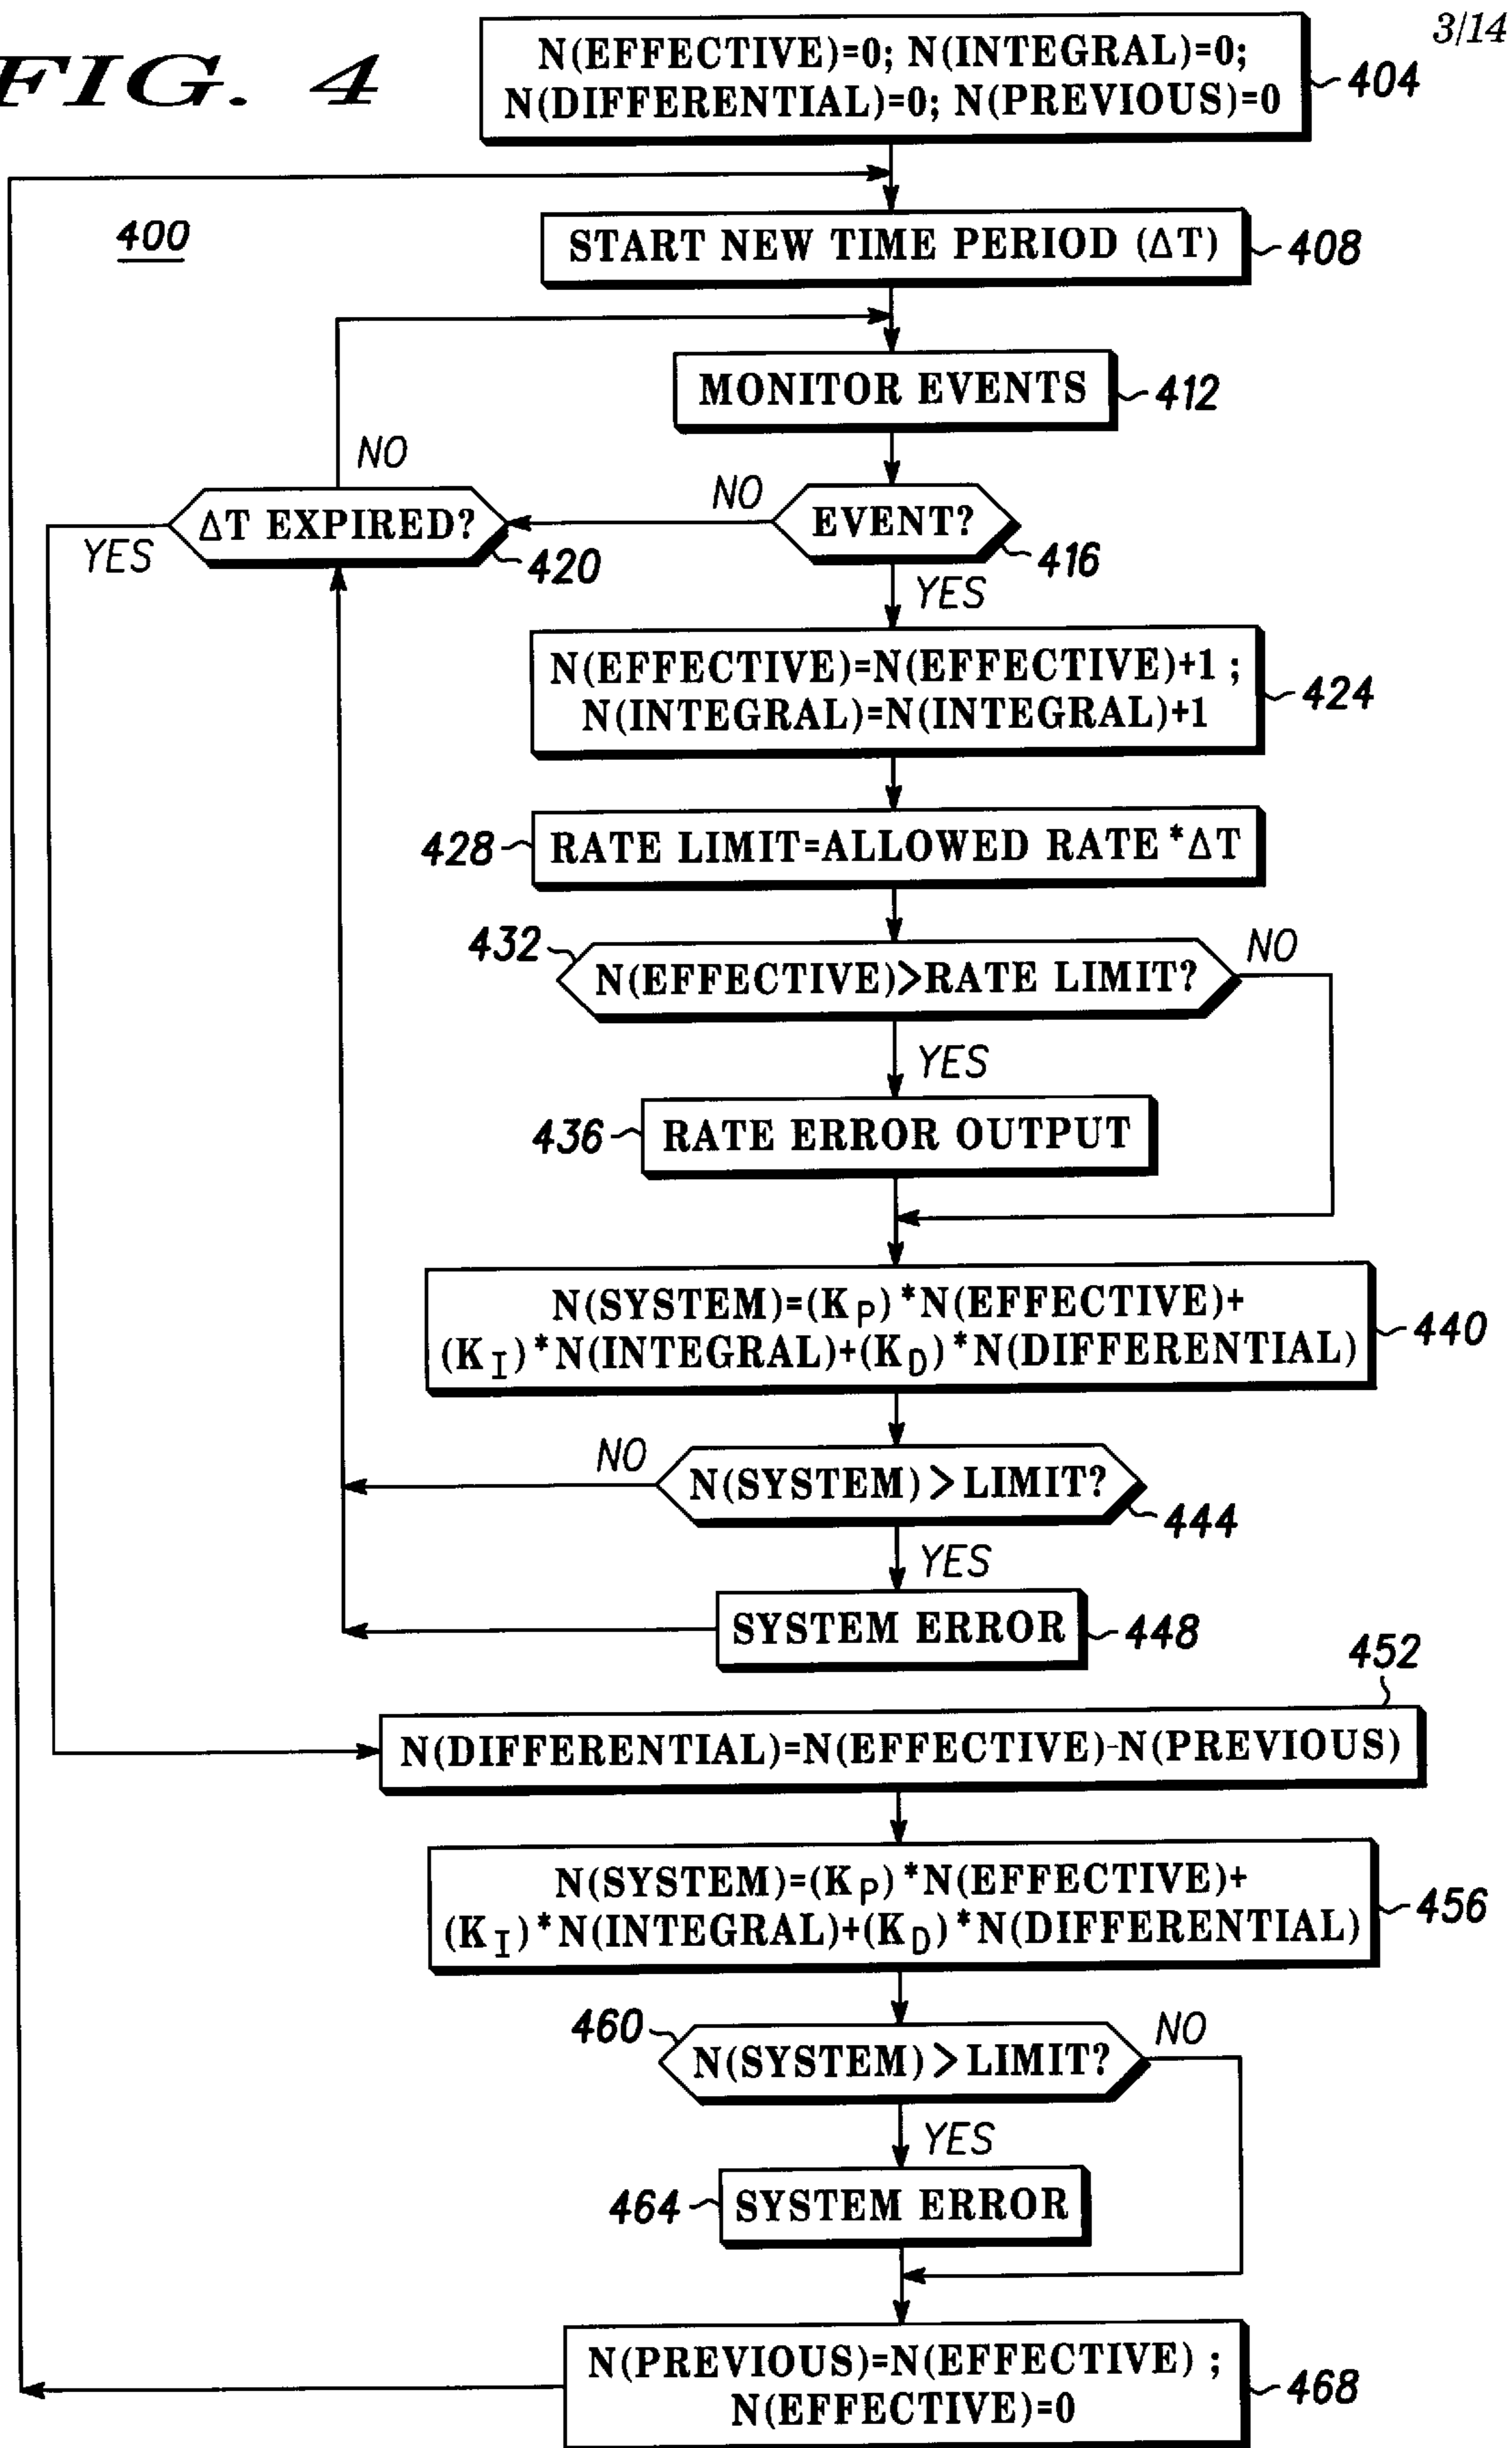 3/14
FIG. 4
N(EFFECTIVE)=0; N(INTEGRAL)=0;
N(DIFFERENTIAL)=0; N(PREVIOUS)=0
404
400
START NEW TIME PERIOD (ΔT)
408
MONITOR EVENTS
412
NO
NO
ΔT EXPIRED?
EVENT?
YES
420
416
YES
N(EFFECTIVE)=N(EFFECTIVE)+1 ;
N(INTEGRAL)=N(INTEGRAL)+1
424
428
RATE LIMIT=ALLOWED RATE*ΔT
432
NO
N(EFFECTIVE)>RATE LIMIT?
YES
436
RATE ERROR OUTPUT
N(SYSTEM)=(KP)*N(EFFECTIVE)+
(KI)*N(INTEGRAL)+(KD)*N(DIFFERENTIAL)
440
NO
N(SYSTEM)>LIMIT?
444
YES
SYSTEM ERROR
448
452
N(DIFFERENTIAL)=N(EFFECTIVE)-N(PREVIOUS)
N(SYSTEM)=(KP)*N(EFFECTIVE)+
(KI)*N(INTEGRAL)+(KD)*N(DIFFERENTIAL)
456
460
NO
N(SYSTEM)>LIMIT?
YES
464
SYSTEM ERROR
N(PREVIOUS)=N(EFFECTIVE) ;
N(EFFECTIVE)=0
468